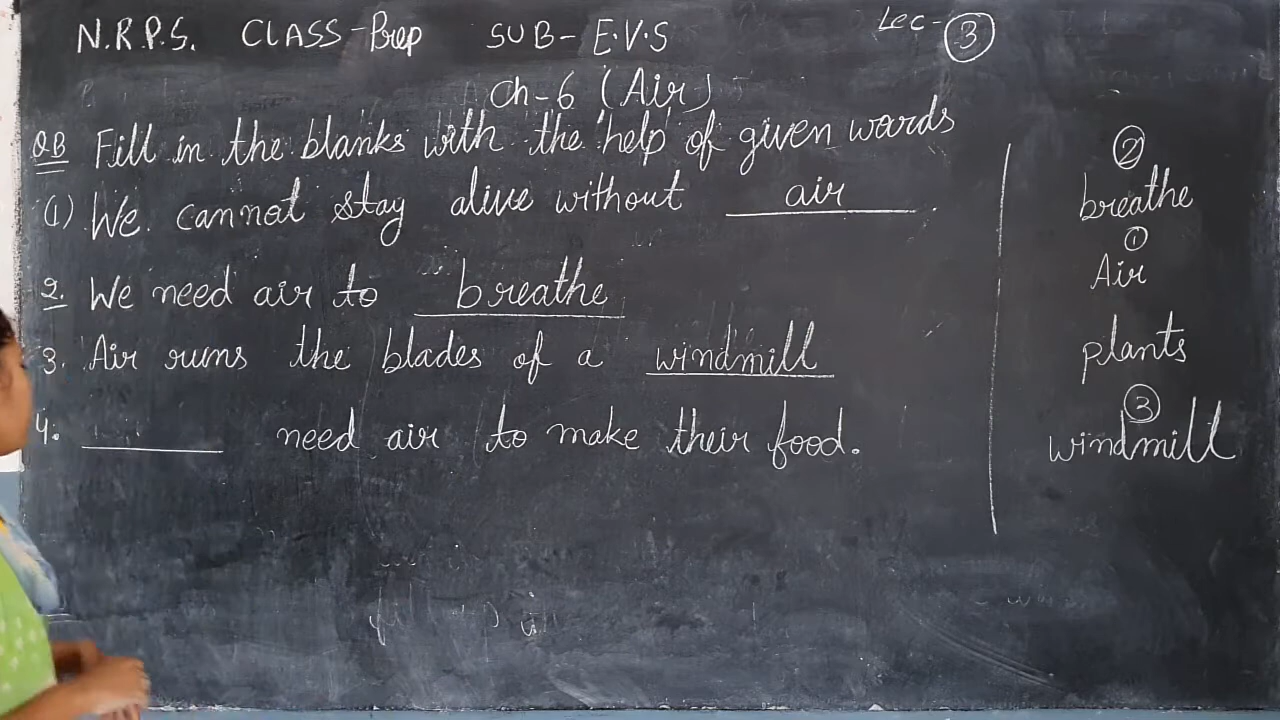 N.R.P.S. CLASS-Prep SUB- E.V.S Lec- 3
Ch-6 (Air)
QB Fill in the blanks with the help of given words
(1) We cannot stay alive without air.
2. We need air to breathe
3. Air runs the blades of a windmill
4. ______ need air to make their food.
2
breathe
1
Air
plants
3
windmill